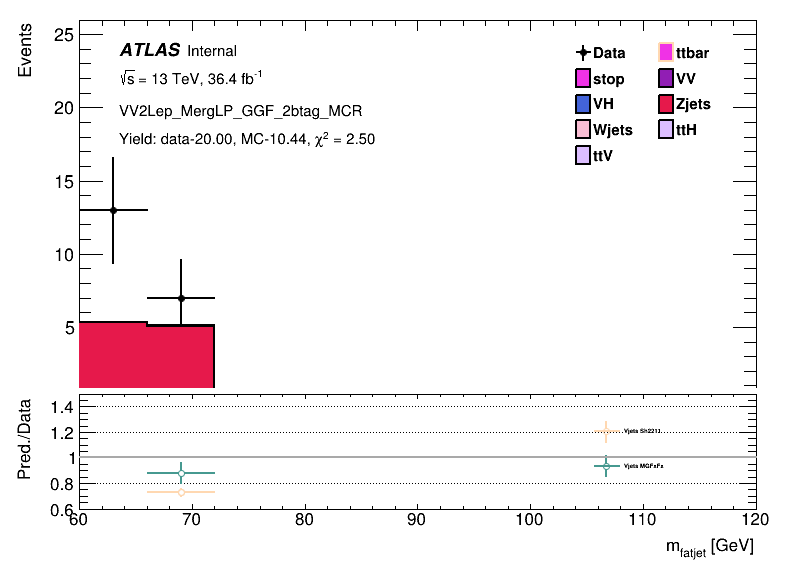 Events
25
20
15
10
5
ATLAS Internal
√s = 13 TeV, 36.4 fb⁻¹
VV2Lep_MergLP_GGF_2btag_MCR
Yield: data-20.00, MC-10.44, χ² = 2.50
Data
ttbar
stop
VV
VH
Zjets
Wjets
ttH
ttV
Pred./Data
1.4
1.2
1
0.8
0.6
Vjets Sh2211
Vjets MGFxFx
60 70 80 90 100 110 120
m_fatjet [GeV]